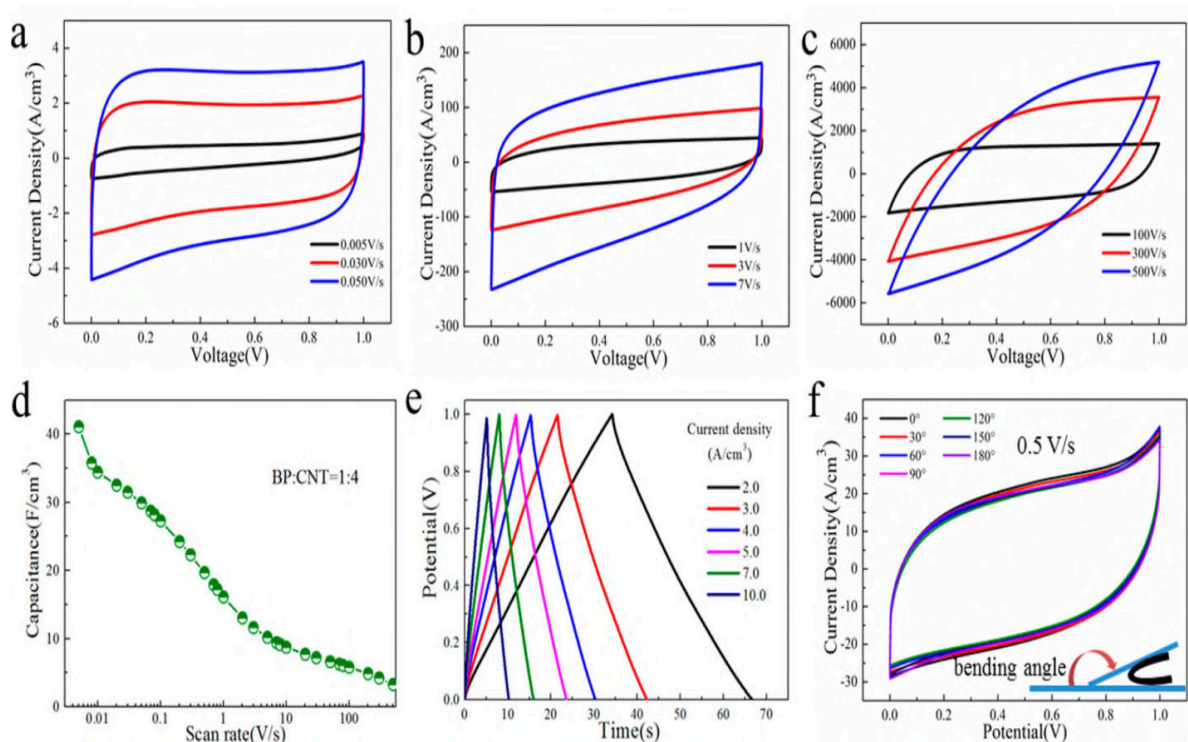 a
Current Density(A/cm³)
4
2
0
-2
-4
-6
0.0 0.2 0.4 0.6 0.8 1.0
Voltage(V)
0.005V/s
0.030V/s
0.050V/s
b
Current Density(A/cm³)
200
100
0
-100
-200
-300
0.0 0.2 0.4 0.6 0.8 1.0
Voltage(V)
1V/s
3V/s
7V/s
c
Current Density(A/cm³)
6000
4000
2000
0
-2000
-4000
-6000
0.0 0.2 0.4 0.6 0.8 1.0
Voltage(V)
100V/s
300V/s
500V/s
d
Capacitance(F/cm³)
50
40
30
20
10
0
0.01 0.1 1 10 100
Scan rate(V/s)
BP:CNT=1:4
e
Potential(V)
1.0
0.8
0.6
0.4
0.2
0.0
0 10 20 30 40 50 60 70
Time(s)
Current density
(A/cm³)
2.0
3.0
4.0
5.0
7.0
10.0
f
Current Density(A/cm³)
40
30
20
10
0
-10
-20
-30
0.0 0.2 0.4 0.6 0.8 1.0
Potential(V)
0° 120°
30° 150°
60° 180°
90°
0.5 V/s
bending angle